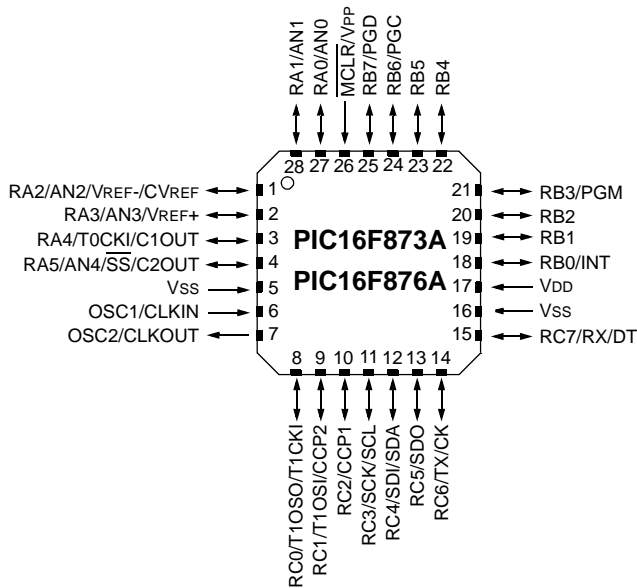 RA1/AN1
RA0/AN0
MCLR/VPP
RB7/PGD
RB6/PGC
RB5
RB4
28 27 26 25 24 23 22
RA2/AN2/VREF-/CVREF 1
RA3/AN3/VREF+ 2
RA4/T0CKI/C1OUT 3
RA5/AN4/SS/C2OUT 4
VSS 5
OSC1/CLKIN 6
OSC2/CLKOUT 7
PIC16F873A
PIC16F876A
21 RB3/PGM
20 RB2
19 RB1
18 RB0/INT
17 VDD
16 VSS
15 RC7/RX/DT
8 9 10 11 12 13 14
RC0/T1OSO/T1CKI
RC1/T1OSI/CCP2
RC2/CCP1
RC3/SCK/SCL
RC4/SDI/SDA
RC5/SDO
RC6/TX/CK